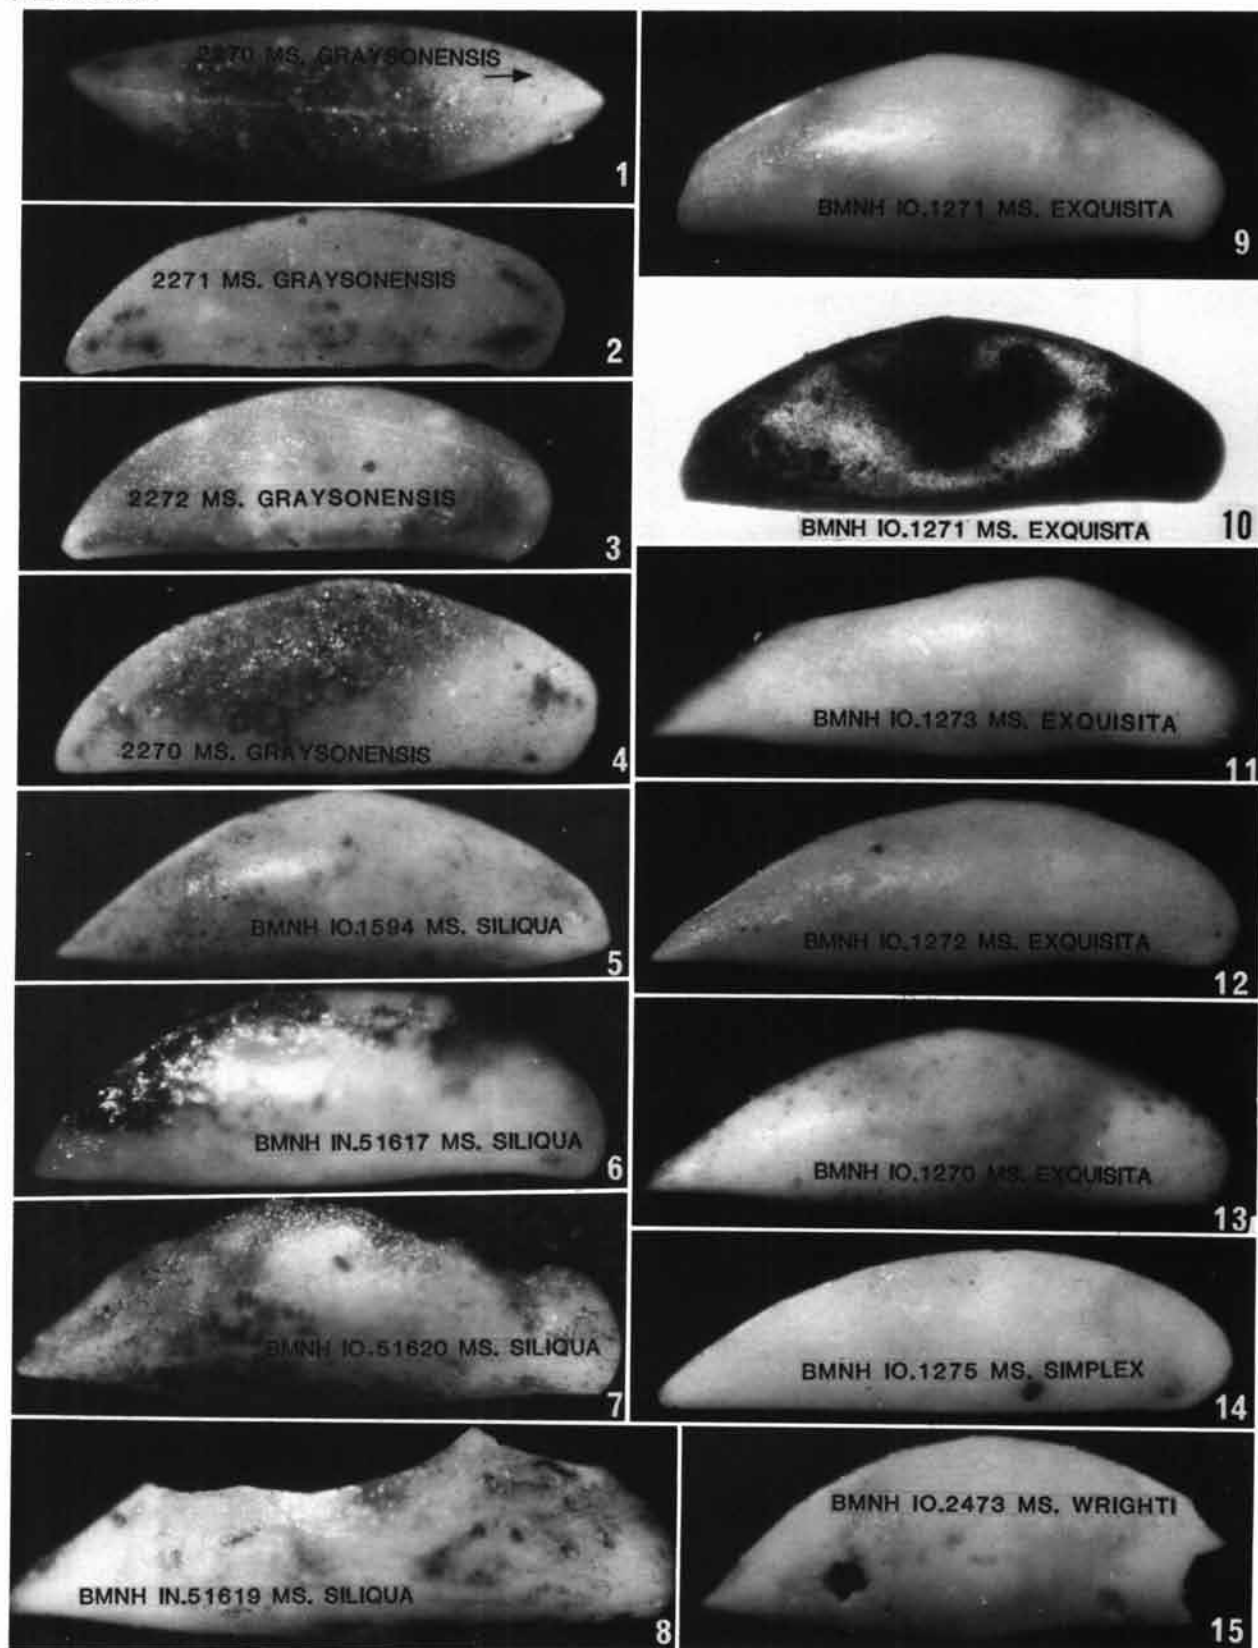 2270 MS. GRAYSONENSIS
1
2271 MS. GRAYSONENSIS
2
2272 MS. GRAYSONENSIS
3
2270 MS. GRAYSONENSIS
4
BMNH IO.1594 MS. SILIQUA
5
BMNH IN.51617 MS. SILIQUA
6
BMNH IO.51620 MS. SILIQUA
7
BMNH IN.51619 MS. SILIQUA
8
BMNH IO.1271 MS. EXQUISITA
9
BMNH IO.1271 MS. EXQUISITA
10
BMNH IO.1273 MS. EXQUISITA
11
BMNH IO.1272 MS. EXQUISITA
12
BMNH IO.1270 MS. EXQUISITA
13
BMNH IO.1275 MS. SIMPLEX
14
BMNH IO.2473 MS. WRIGHTI
15